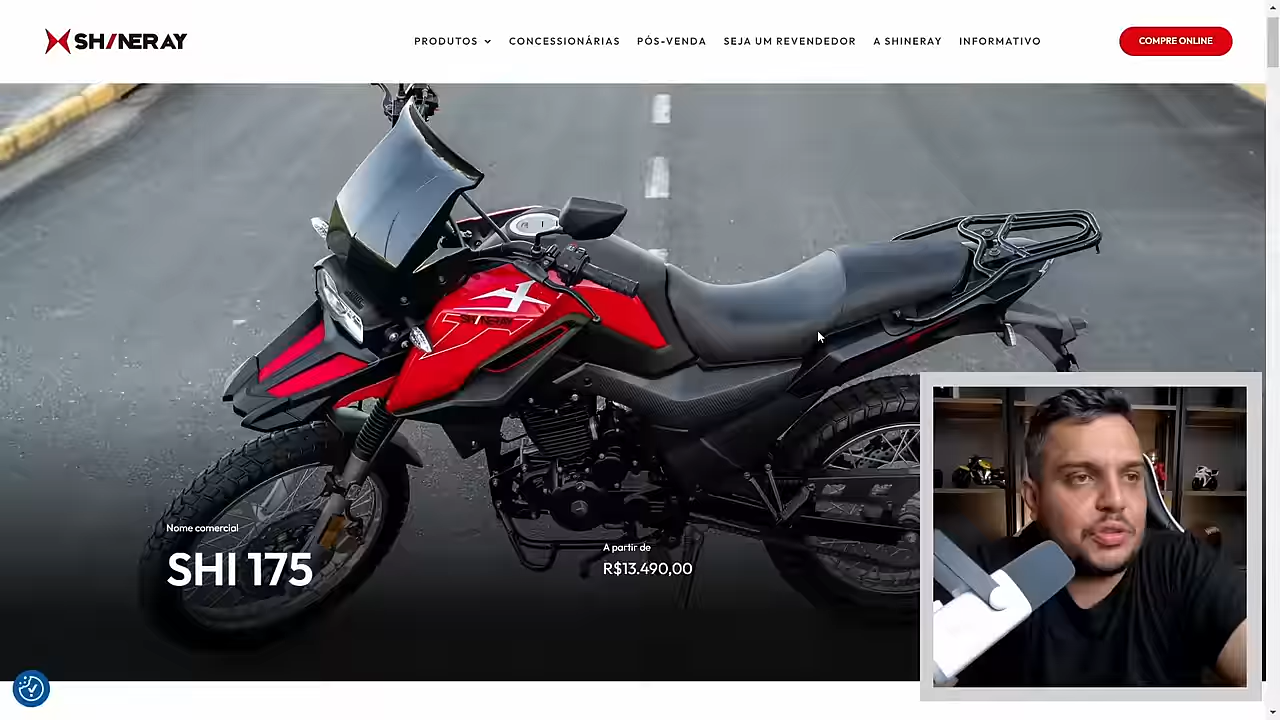 SHINERAY
PRODUTOS
CONCESSIONÁRIAS
PÓS-VENDA
SEJA UM REVENDEDOR
A SHINERAY
INFORMATIVO
COMPRE ONLINE
SHINERAY
Nome comercial
SHI 175
A partir de
R$13.490,00